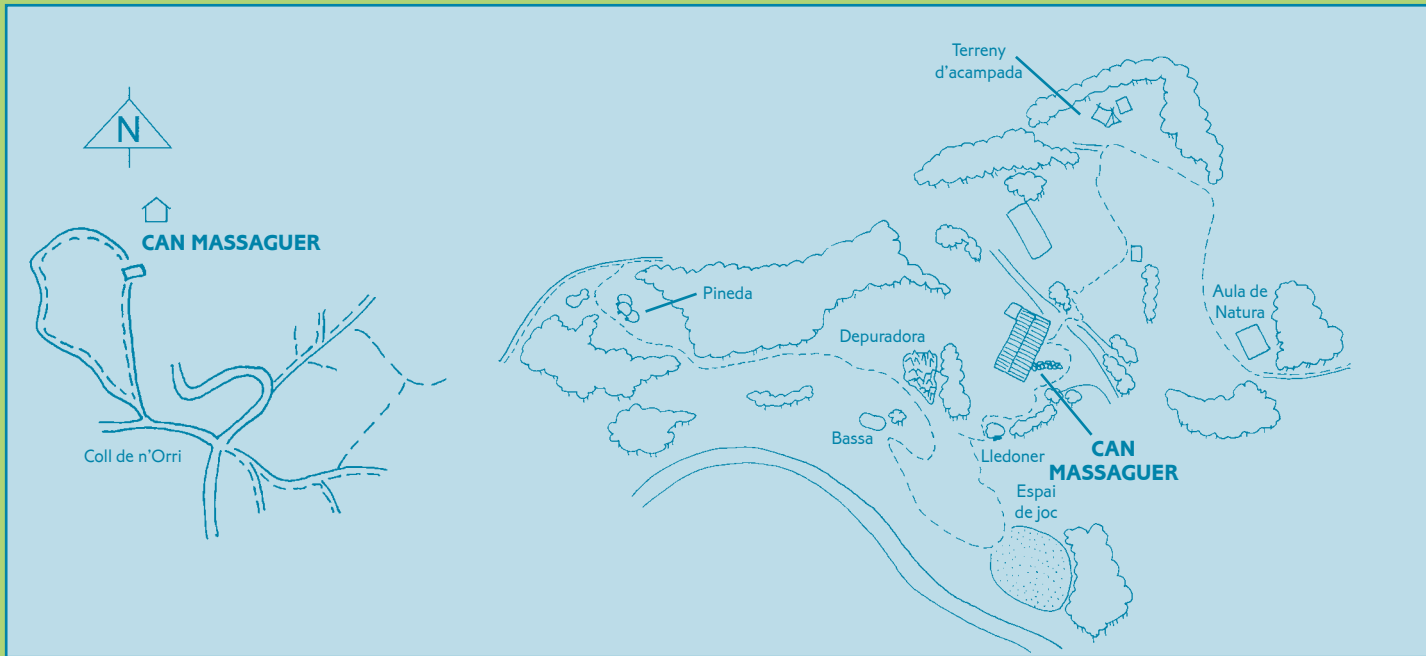 N
CAN MASSAGUER
Coll de n'Orri
Terreny
d'acampada
Pineda
Depuradora
Aula de
Natura
Bassa
Lledoner
CAN
MASSAGUER
Espai
de joc